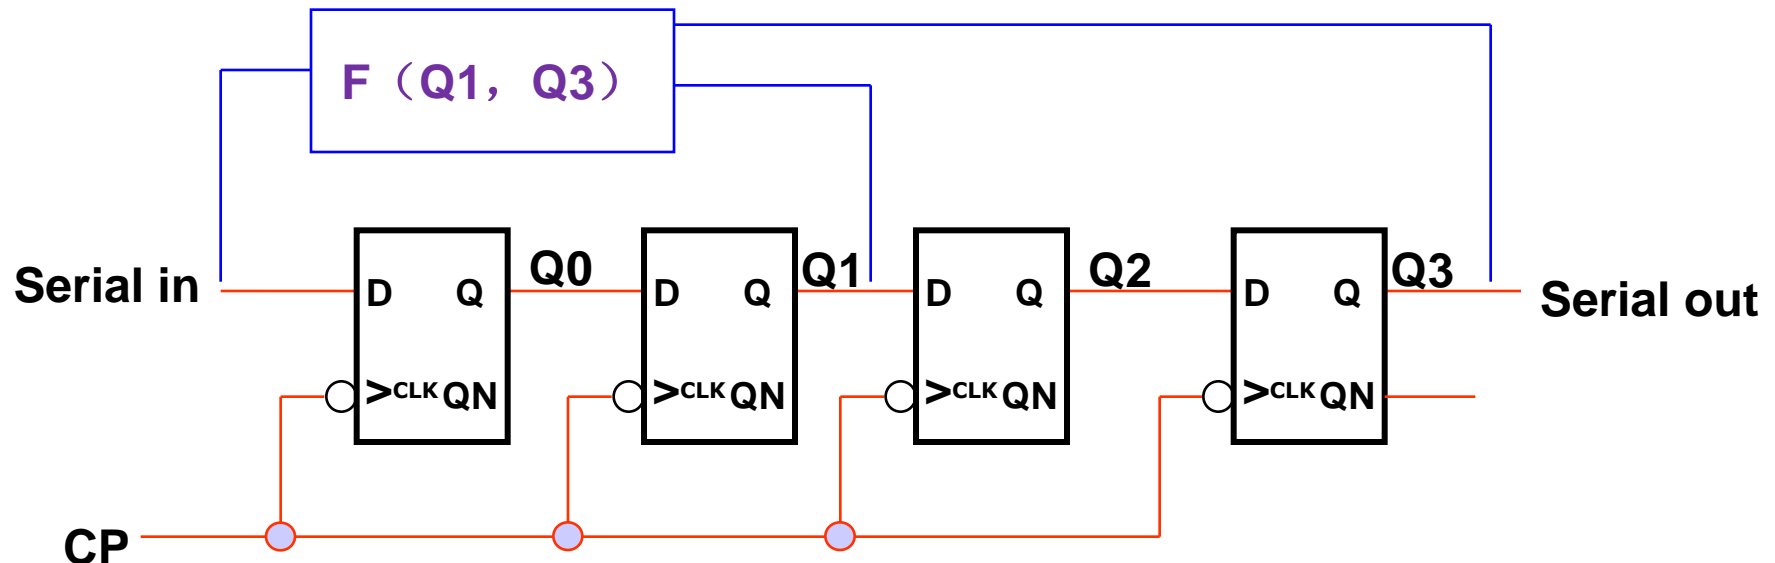 F（Q1，Q3）
Serial in
D Q
Q0
D Q
Q1
D Q
Q2
D Q
Q3
Serial out
>CLK QN
>CLK QN
>CLK QN
>CLK QN
CP